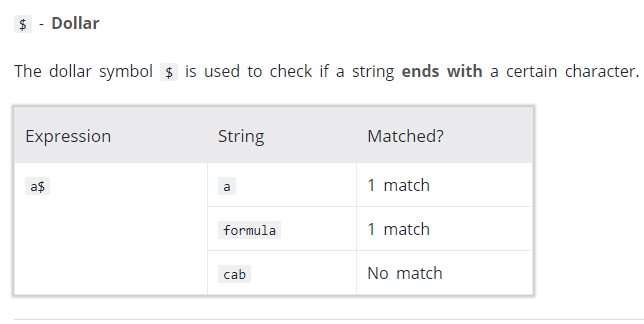 $ - Dollar
The dollar symbol $ is used to check if a string ends with a certain character.
Expression String Matched?
a$ a 1 match
formula 1 match
cab No match